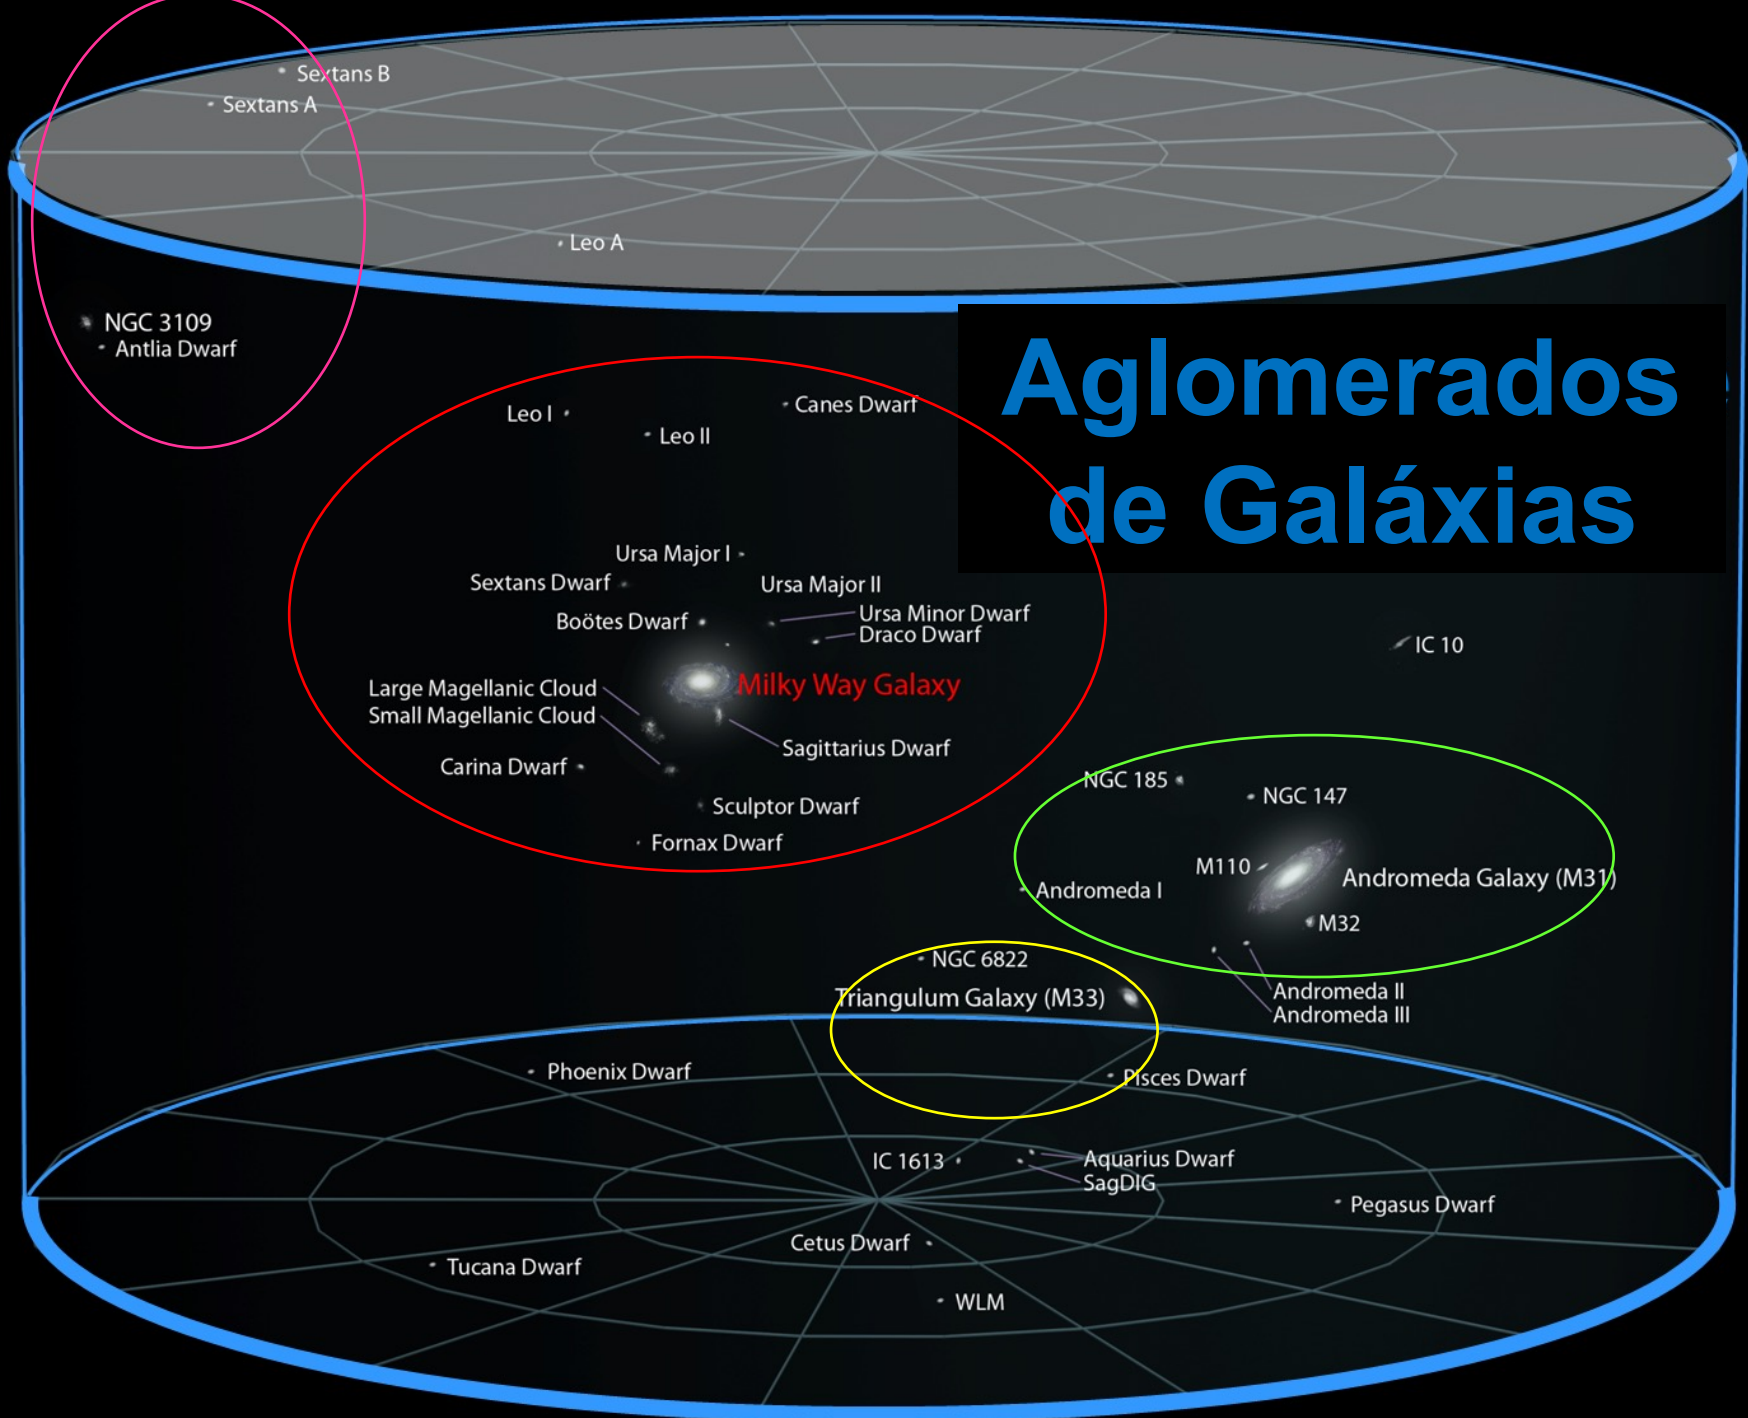 Sextans B
Sextans A
Leo A
NGC 3109
Antlia Dwarf
Aglomerados
de Galáxias
Leo I
Canes Dwarf
Leo II
Ursa Major I
Sextans Dwarf
Ursa Major II
Ursa Minor Dwarf
Boötes Dwarf
Draco Dwarf
IC 10
Milky Way Galaxy
Large Magellanic Cloud
Small Magellanic Cloud
Sagittarius Dwarf
Carina Dwarf
NGC 185
NGC 147
Sculptor Dwarf
Fornax Dwarf
M110
Andromeda Galaxy (M31)
Andromeda I
M32
NGC 6822
Triangulum Galaxy (M33)
Andromeda II
Andromeda III
Phoenix Dwarf
Pisces Dwarf
IC 1613
Aquarius Dwarf
SagDIG
Pegasus Dwarf
Cetus Dwarf
Tucana Dwarf
WLM